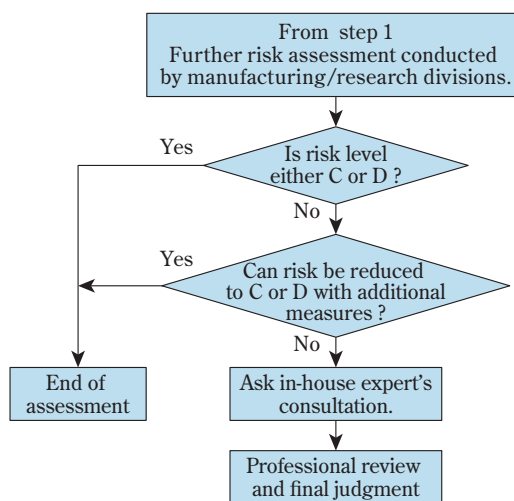 From step 1
Further risk assessment conducted
by manufacturing/research divisions.
Yes
Is risk level
either C or D ?
No
Yes
Can risk be reduced
to C or D with additional
measures ?
No
End of
assessment
Ask in-house expert's
consultation.
Professional review
and final judgment